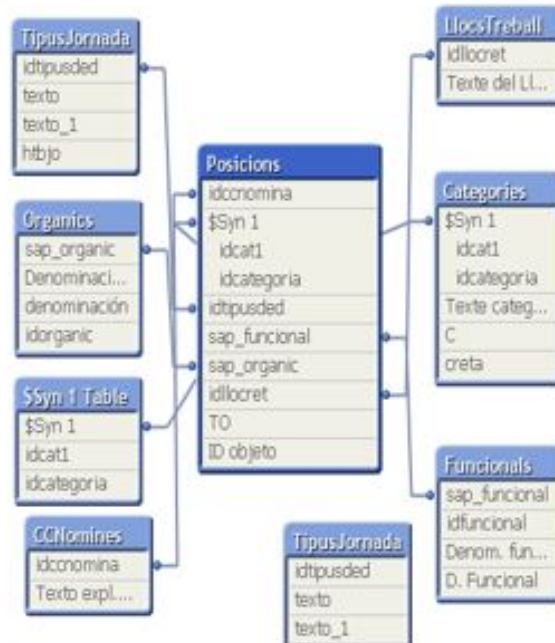 TipusJornada
idtipusded
texto
texto_1
htbjo
Organics
sap_organic
Denominaci...
denominación
idorganic
$Syn 1 Table
$Syn 1
idcat1
idcategoria
CCNomines
idccnomina
Texto expl....
Posicions
idccnomina
$Syn 1
idcat1
idcategoria
idtipusded
sap_funcional
sap_organic
idllocret
TO
ID objeto
TipusJornada
idtipusded
texto
texto_1
LlocsTreball
idllocret
Texte del Ll...
Categories
$Syn 1
idcat1
idcategoria
Texte categ...
C
creta
Funcionals
sap_funcional
idfuncional
Denom. fun...
D. Funcional